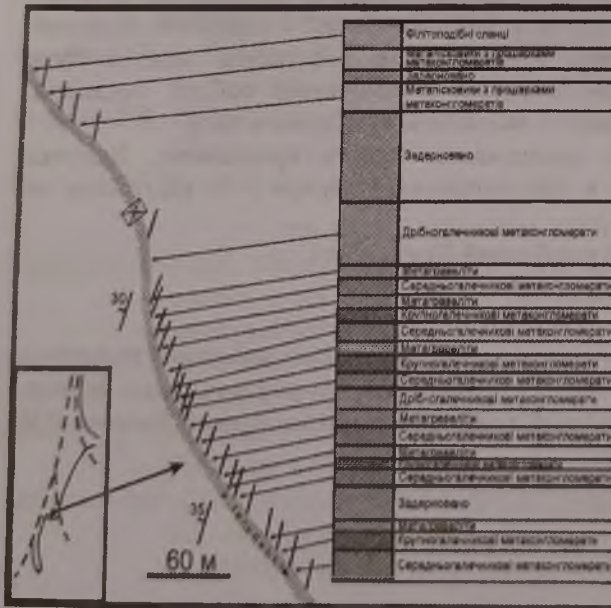 Філітоподібні сланці
Метапісковики з прошарками
метаконгломератів
Задерновано
Метапісковики з прошарками
метаконгломератів
Задерновано
Дрібногалечникові метаконгломерати
Метагравеліти
Середньогалечникові метаконгломерати
Метагравеліти
Крупногалечникові метаконгломерати
Середньогалечникові метаконгломерати
Метагравеліти
Крупногалечникові метаконгломерати
Середньогалечникові метаконгломерати
Дрібногалечникові метаконгломерати
Метагравеліти
Середньогалечникові метаконгломерати
Метагравеліти
метаконгломерати
Середньогалечникові метаконгломерати
Задерновано
Метагравеліти
Крупногалечникові метаконгломерати
Середньогалечникові метаконгломерати
30
35
60 м